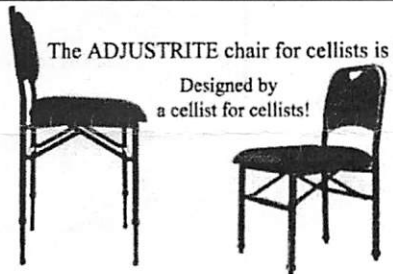 The ADJUSTRITE chair for cellists is
Designed by
a cellist for cellists!